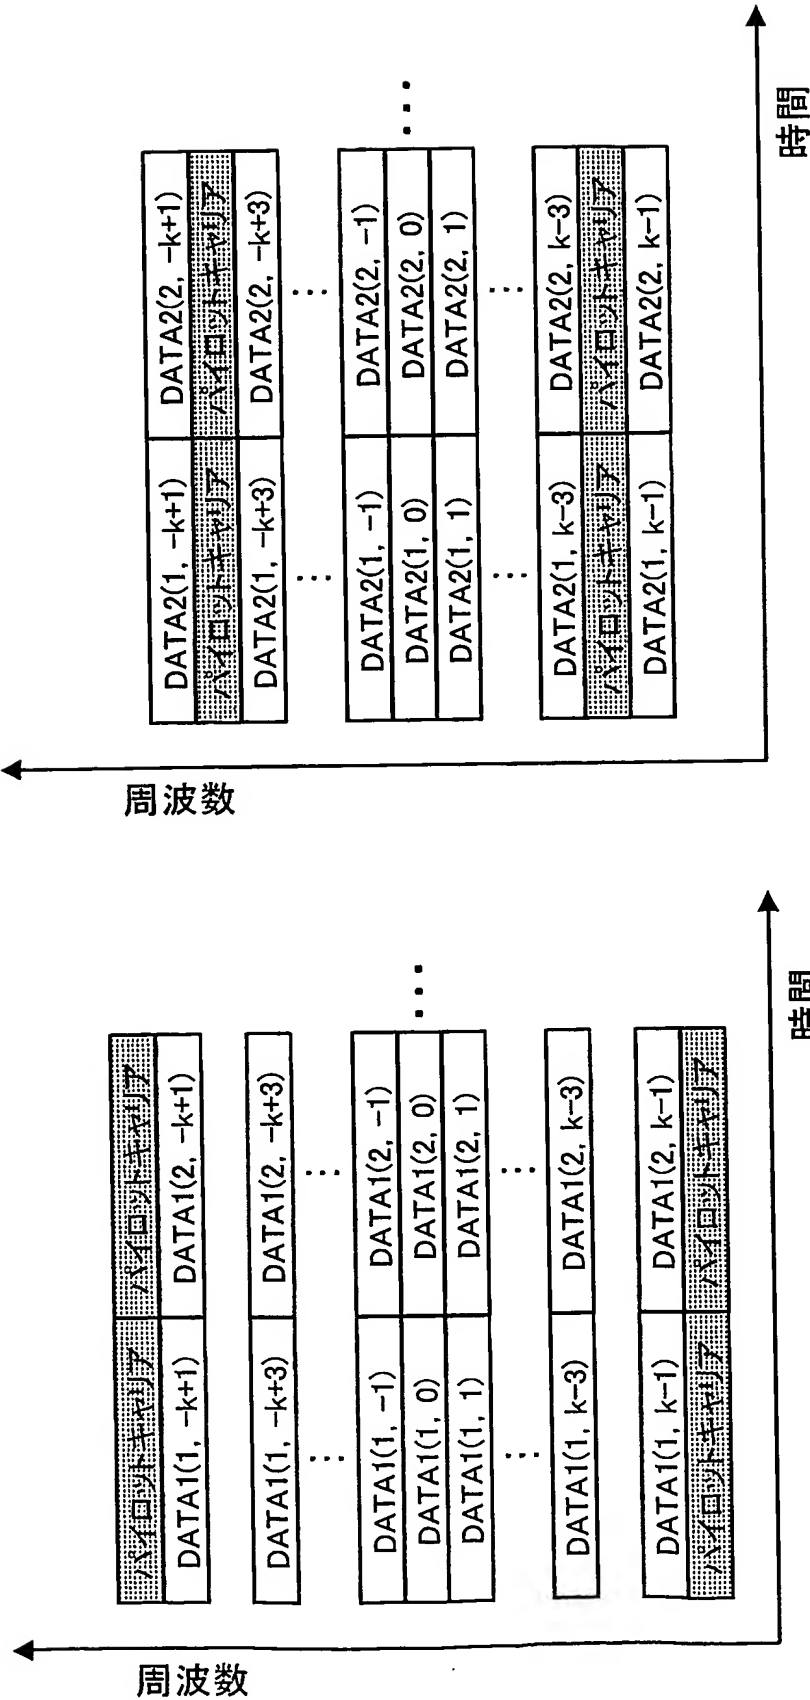 周波数
DATA2(1, −k+1) DATA2(2, −k+1)
パイロットキャリア パイロットキャリア
DATA2(1, −k+3) DATA2(2, −k+3)
... ...
DATA2(1, −1) DATA2(2, −1)
DATA2(1, 0) DATA2(2, 0) ...
DATA2(1, 1) DATA2(2, 1)
... ...
DATA2(1, k−3) DATA2(2, k−3)
パイロットキャリア パイロットキャリア
DATA2(1, k−1) DATA2(2, k−1)
時間
周波数
パイロットキャリア パイロットキャリア
DATA1(1, −k+1) DATA1(2, −k+1)
DATA1(1, −k+3) DATA1(2, −k+3)
... ...
DATA1(1, −1) DATA1(2, −1)
DATA1(1, 0) DATA1(2, 0) ...
DATA1(1, 1) DATA1(2, 1)
... ...
DATA1(1, k−3) DATA1(2, k−3)
DATA1(1, k−1) DATA1(2, k−1)
パイロットキャリア パイロットキャリア
時間